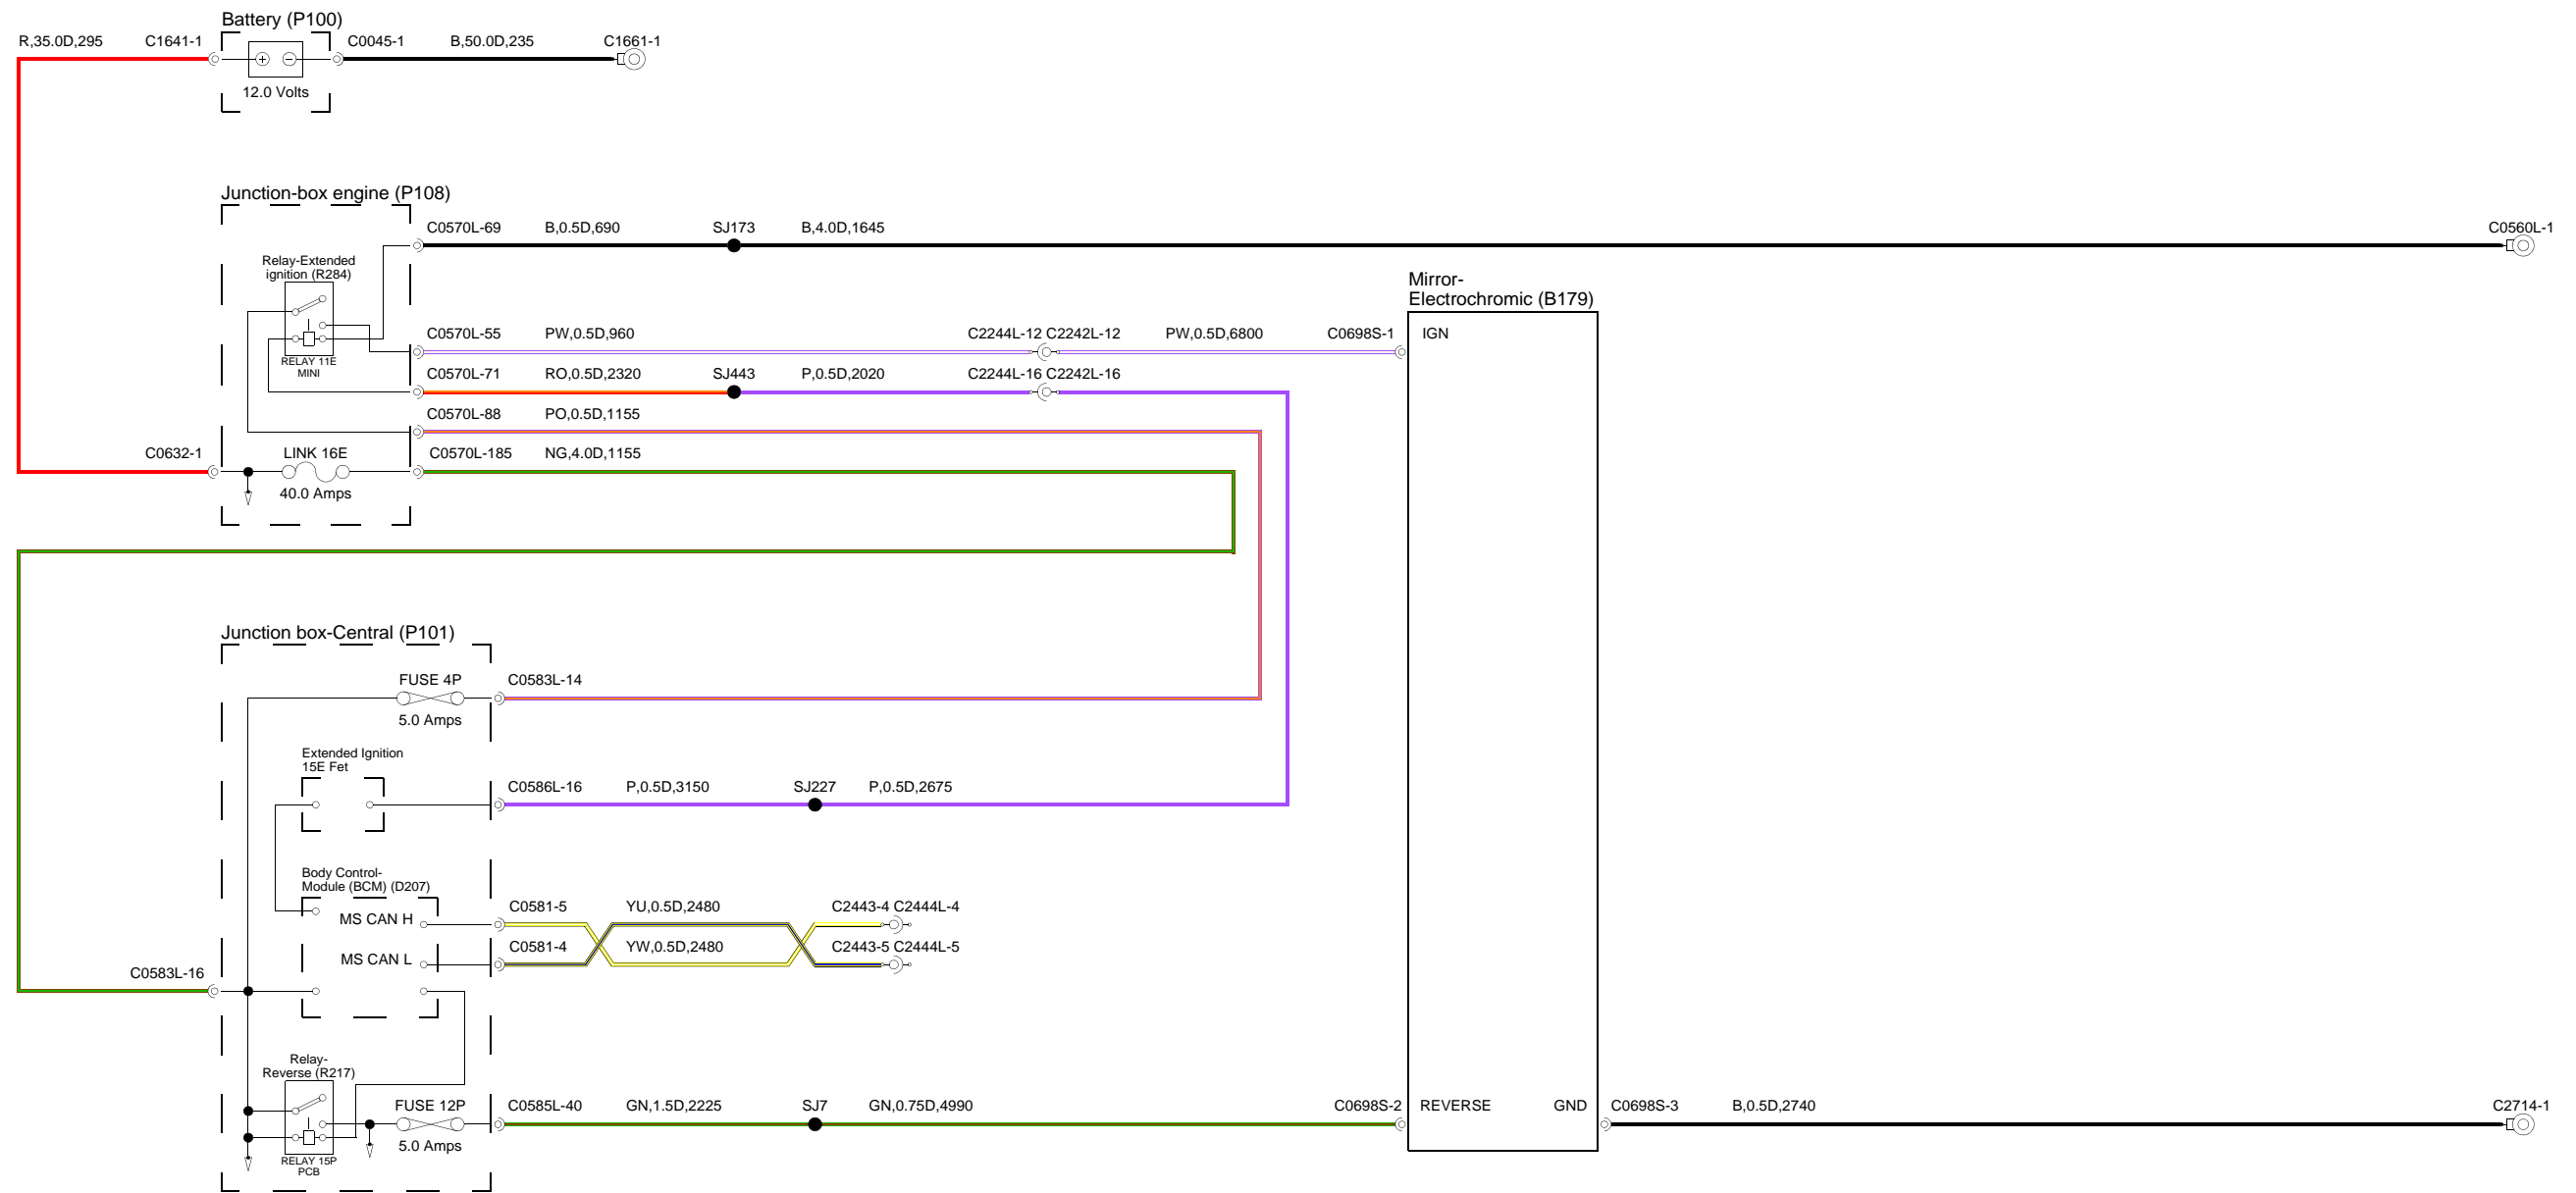 Battery (P100)
R,35.0D,295
C1641-1
C0045-1
B,50.0D,235
C1661-1
12.0 Volts
Junction-box engine (P108)
C0570L-69
B,0.5D,690
SJ173
B,4.0D,1645
C0560L-1
Relay-Extended
ignition (R284)
RELAY 11E
MINI
Mirror-
Electrochromic (B179)
C0570L-55
PW,0.5D,960
C2244L-12 C2242L-12
PW,0.5D,6800
C0698S-1
IGN
C0570L-71
RO,0.5D,2320
SJ443
P,0.5D,2020
C2244L-16 C2242L-16
C0570L-88
PO,0.5D,1155
C0632-1
LINK 16E
40.0 Amps
C0570L-185
NG,4.0D,1155
Junction box-Central (P101)
FUSE 4P
5.0 Amps
C0583L-14
Extended Ignition
15E Fet
C0586L-16
P,0.5D,3150
SJ227
P,0.5D,2675
Body Control-
Module (BCM) (D207)
MS CAN H
C0581-5
YU,0.5D,2480
C2443-4 C2444L-4
MS CAN L
C0581-4
YW,0.5D,2480
C2443-5 C2444L-5
C0583L-16
Relay-
Reverse (R217)
RELAY 15P
PCB
FUSE 12P
5.0 Amps
C0585L-40
GN,1.5D,2225
SJ7
GN,0.75D,4990
C0698S-2
REVERSE
GND
C0698S-3
B,0.5D,2740
C2714-1